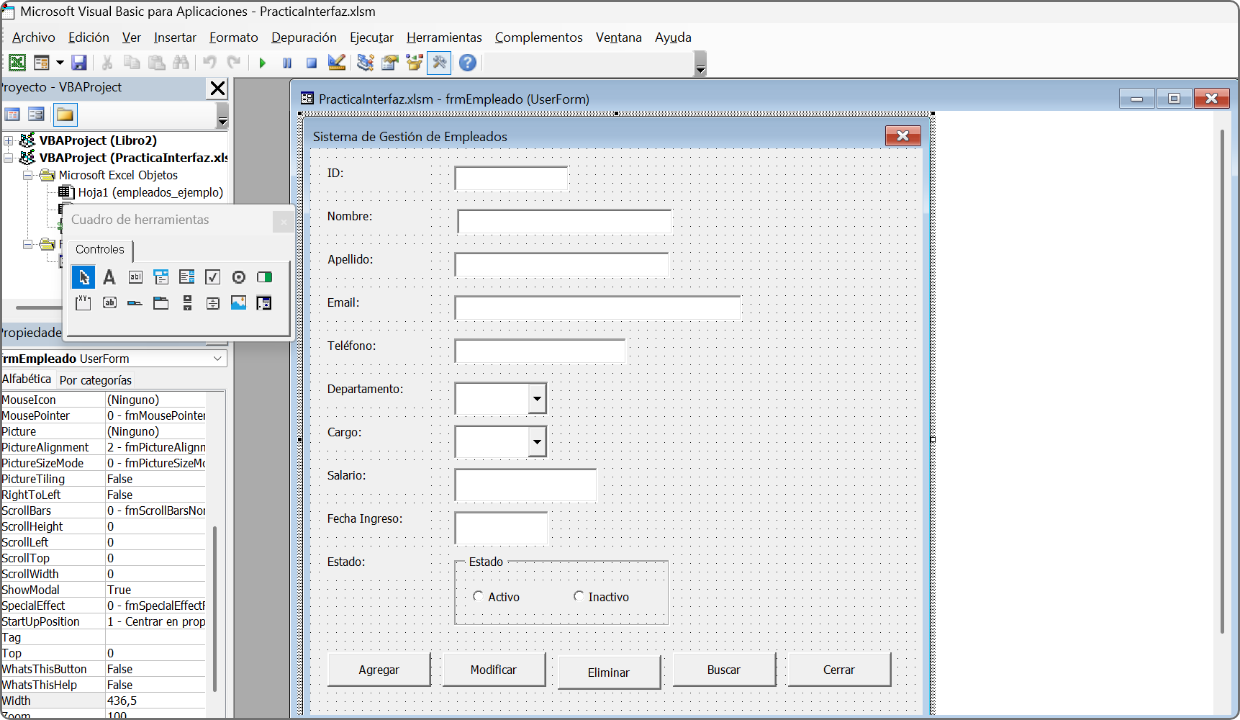 Microsoft Visual Basic para Aplicaciones - PracticaInterfaz.xlsm
Archivo Edición Ver Insertar Formato Depuración Ejecutar Herramientas Complementos Ventana Ayuda
royecto - VBAProject
VBAProject (Libro2)
VBAProject (PracticaInterfaz.xls
Microsoft Excel Objetos
Hoja1 (empleados_ejemplo)
Cuadro de herramientas
Controles
ropiedade
frmEmpleado UserForm
Alfabética Por categorías
MouseIcon (Ninguno)
MousePointer 0 - fmMousePointer
Picture (Ninguno)
PictureAlignment 2 - fmPictureAlignm
PictureSizeMode 0 - fmPictureSizeMo
PictureTiling False
RightToLeft False
ScrollBars 0 - fmScrollBarsNon
ScrollHeight 0
ScrollLeft 0
ScrollTop 0
ScrollWidth 0
ShowModal True
SpecialEffect 0 - fmSpecialEffectF
StartUpPosition 1 - Centrar en prop
Tag
Top 0
WhatsThisButton False
WhatsThisHelp False
Width 436,5
Zoom 100
PracticaInterfaz.xlsm - frmEmpleado (UserForm)
Sistema de Gestión de Empleados
ID:
Nombre:
Apellido:
Email:
Teléfono:
Departamento:
Cargo:
Salario:
Fecha Ingreso:
Estado: Estado
Activo Inactivo
Agregar Modificar Eliminar Buscar Cerrar